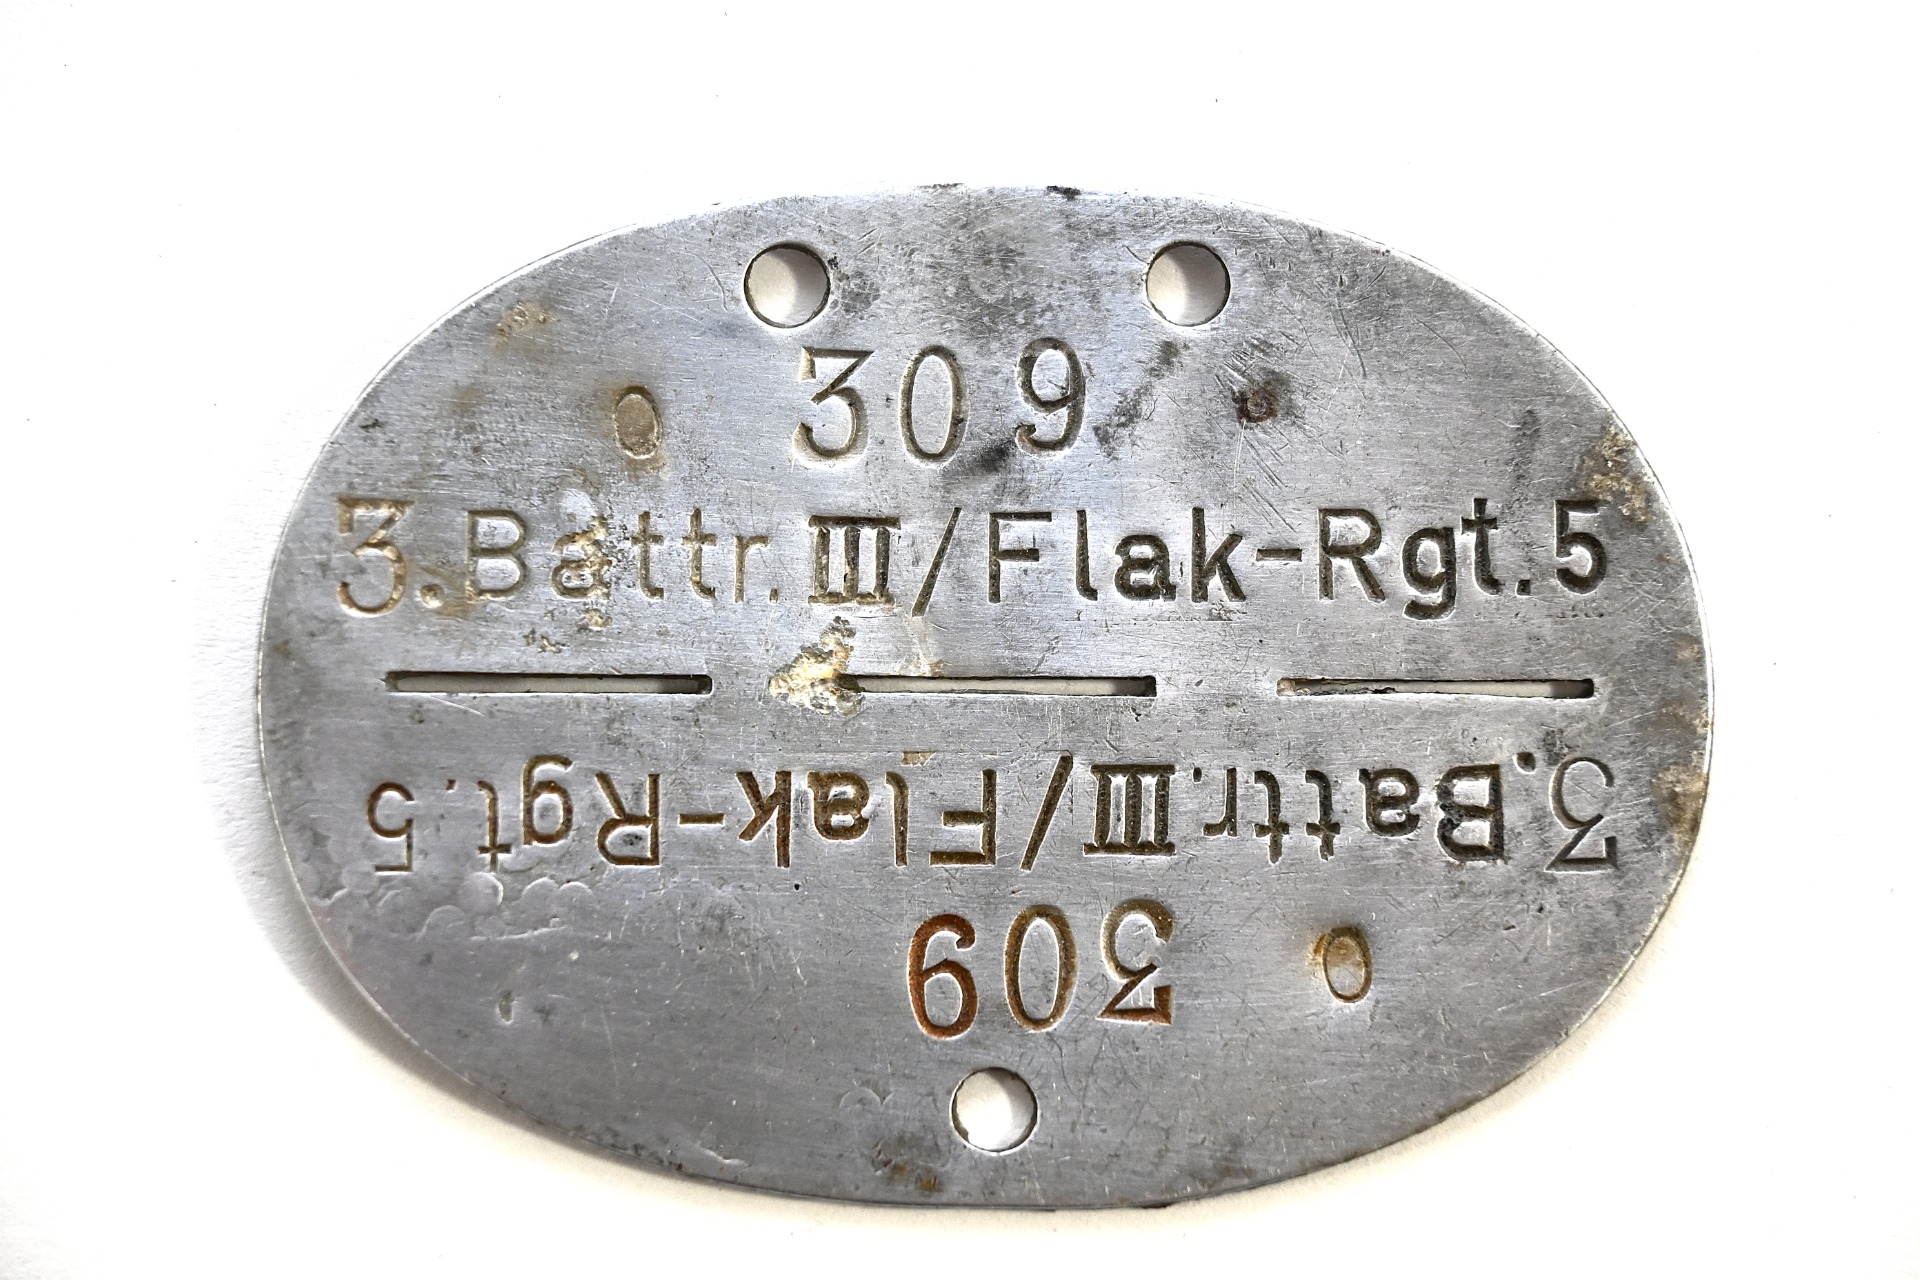 O 309
3. Battr. III/Flak-Rgt. 5
3. Battr. III/Flak-Rgt. 5
O 309